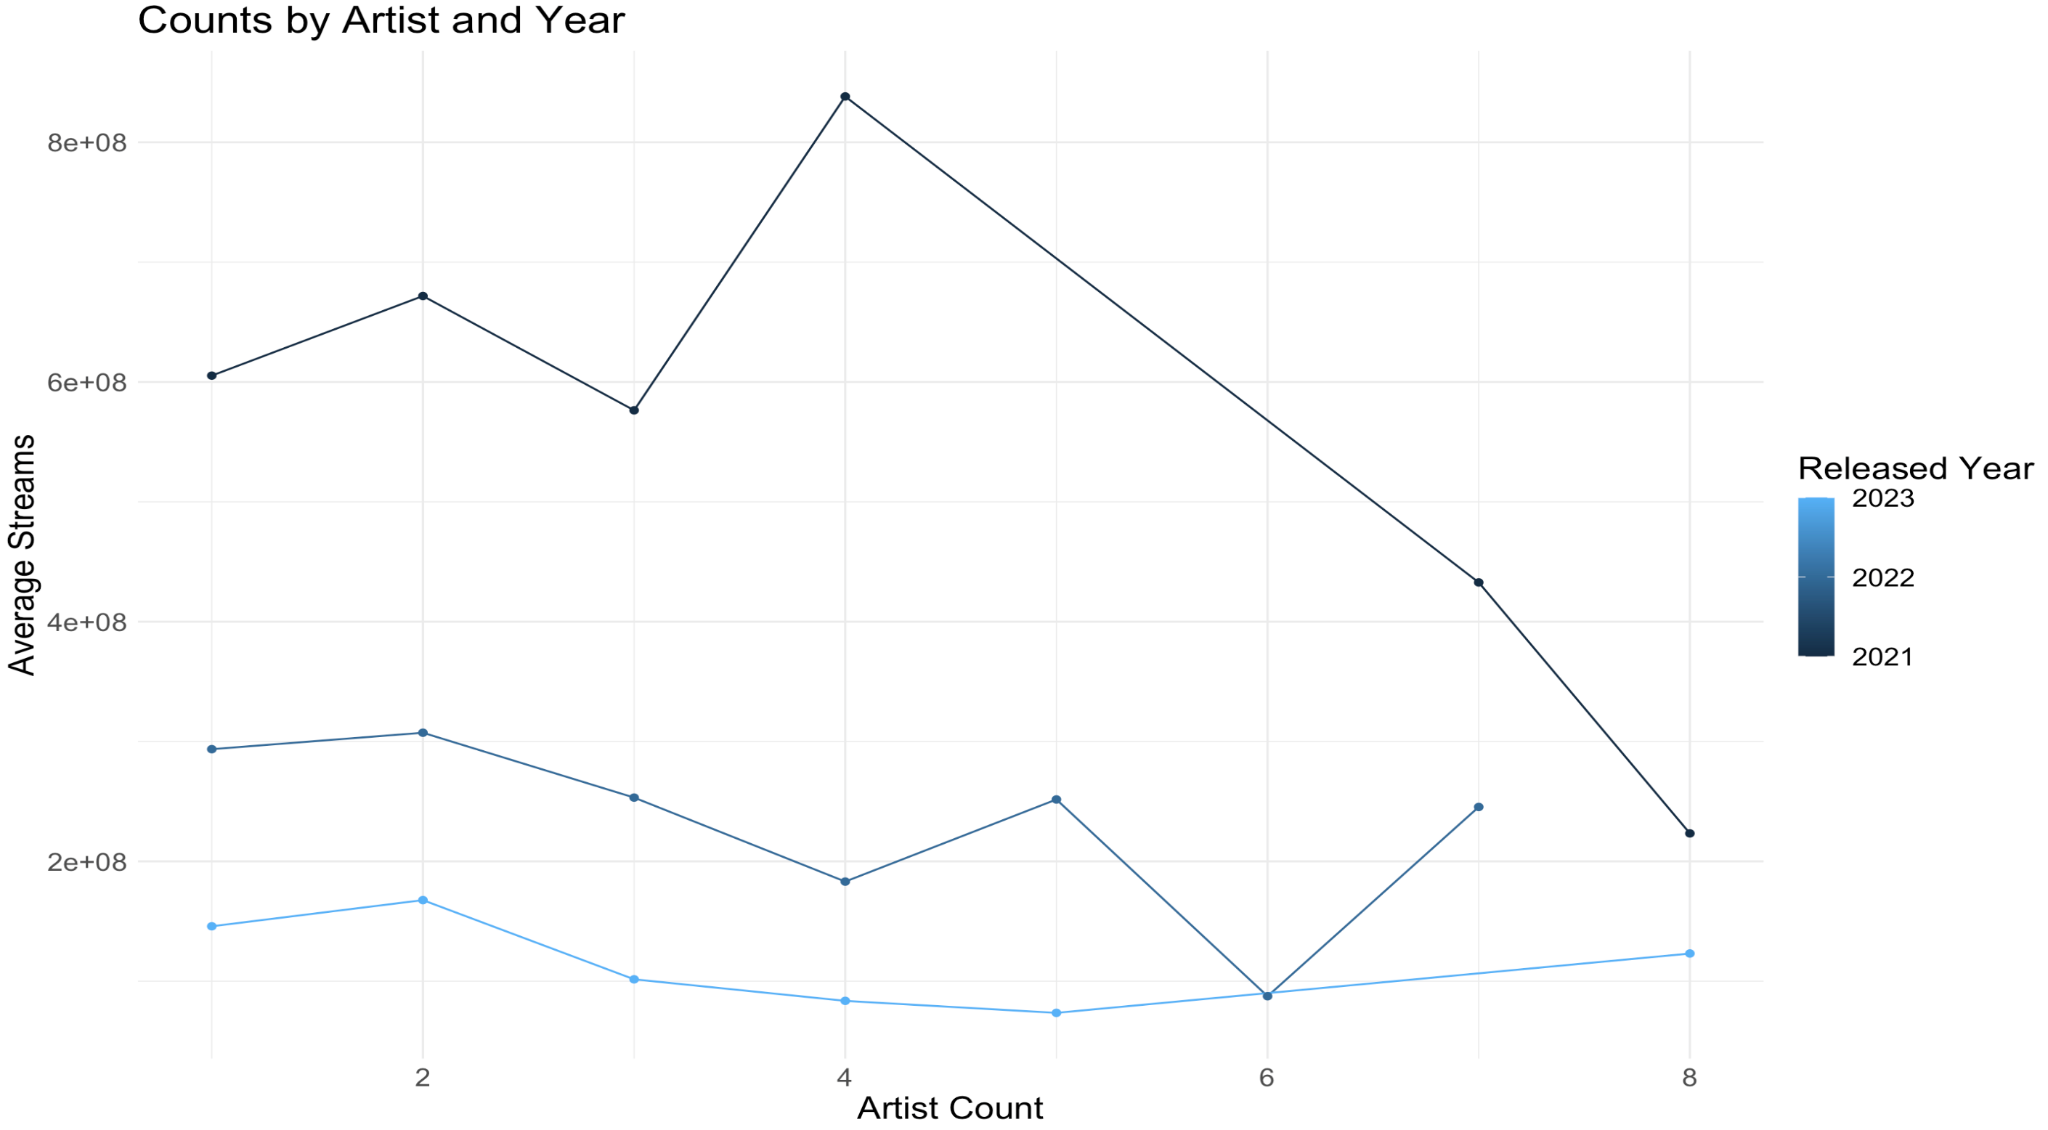 Counts by Artist and Year
8e+08
6e+08
4e+08
2e+08
Average Streams
2
4
6
8
Artist Count
Released Year
2023
2022
2021